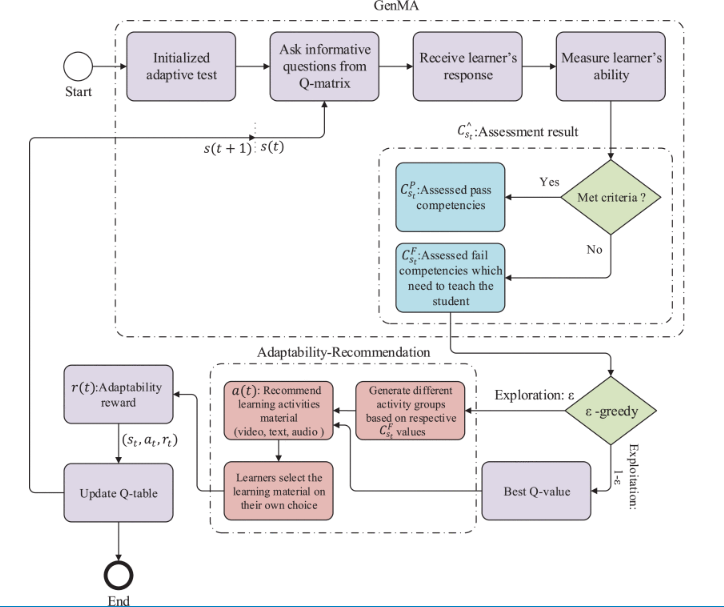 GenMA
Start
Initialized
adaptive test
Ask informative
questions from
Q-matrix
Receive learner's
response
Measure learner's
ability
s(t + 1)
s(t)
C^_{s_t}:Assessment result
C^P_{s_t}:Assessed pass
competencies
Yes
Met criteria ?
No
C^F_{s_t}:Assessed fail
competencies which
need to teach the
student
Adaptability-Recommendation
r(t):Adaptability
reward
a(t): Recommend
learning activities
material
(video, text, audio )
Generate different
activity groups
based on respective
C^F_{s_t} values
Exploration: ε
ε -greedy
Exploitation:
1-ε
(s_t, a_t, r_t)
Update Q-table
Learners select the
learning material on
their own choice
Best Q-value
End